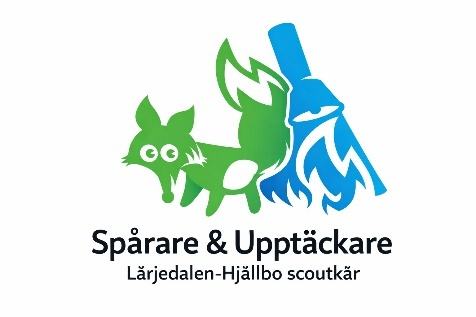 Spårare & Upptäckare
Lärjedalen-Hjällbo scoutkår